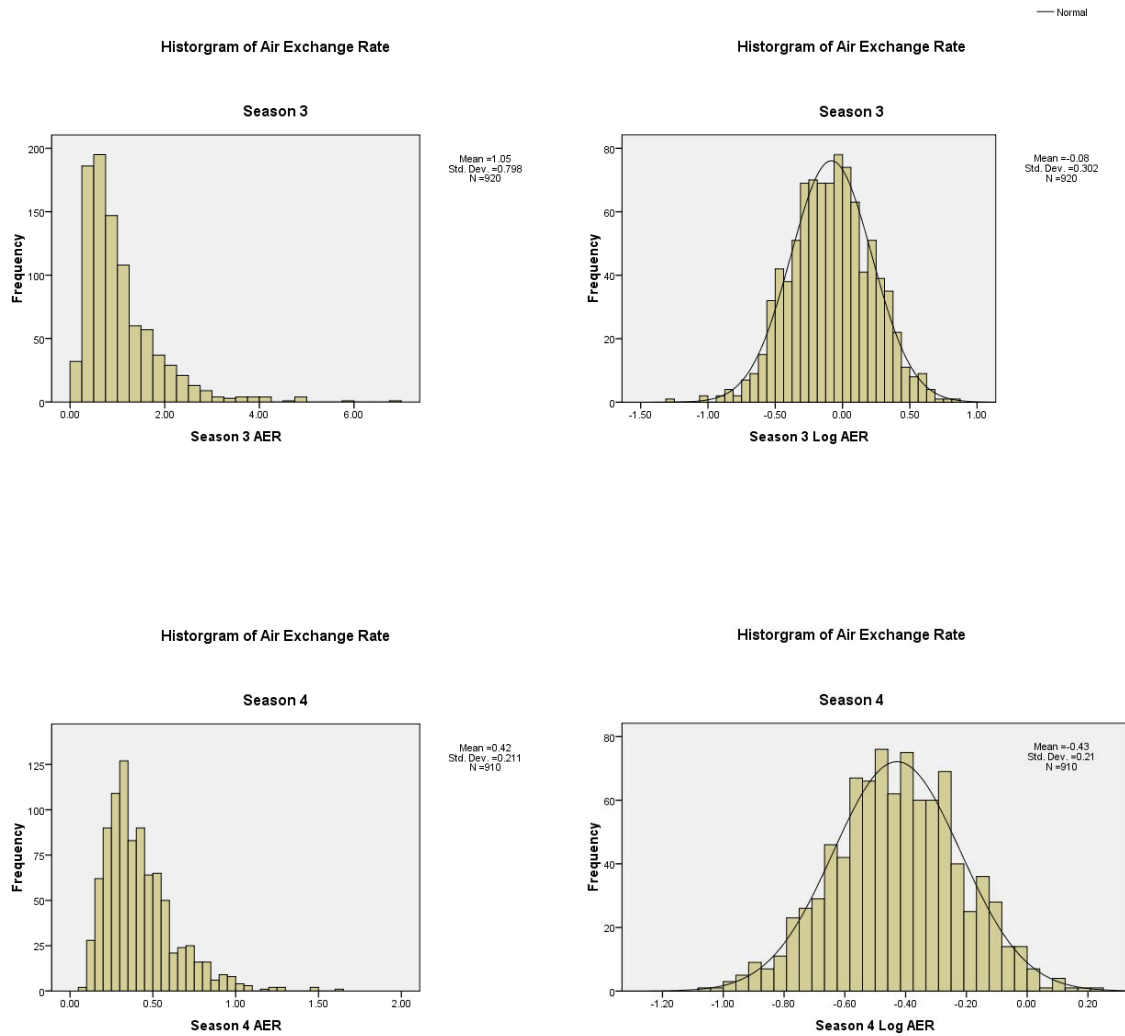 Normal
Historgram of Air Exchange Rate
Season 3
Mean =1.05
Std. Dev. =0.798
N =920
200
150
100
50
0
Frequency
0.00 2.00 4.00 6.00
Season 3 AER
Historgram of Air Exchange Rate
Season 3
Mean =-0.08
Std. Dev. =0.302
N =920
80
60
40
20
0
Frequency
-1.50 -1.00 -0.50 0.00 0.50 1.00
Season 3 Log AER
Historgram of Air Exchange Rate
Season 4
Mean =0.42
Std. Dev. =0.211
N =910
125
100
75
50
25
0
Frequency
0.00 0.50 1.00 1.50 2.00
Season 4 AER
Historgram of Air Exchange Rate
Season 4
Mean =-0.43
Std. Dev. =0.21
N =910
80
60
40
20
0
Frequency
-1.20 -1.00 -0.80 -0.60 -0.40 -0.20 0.00 0.20
Season 4 Log AER